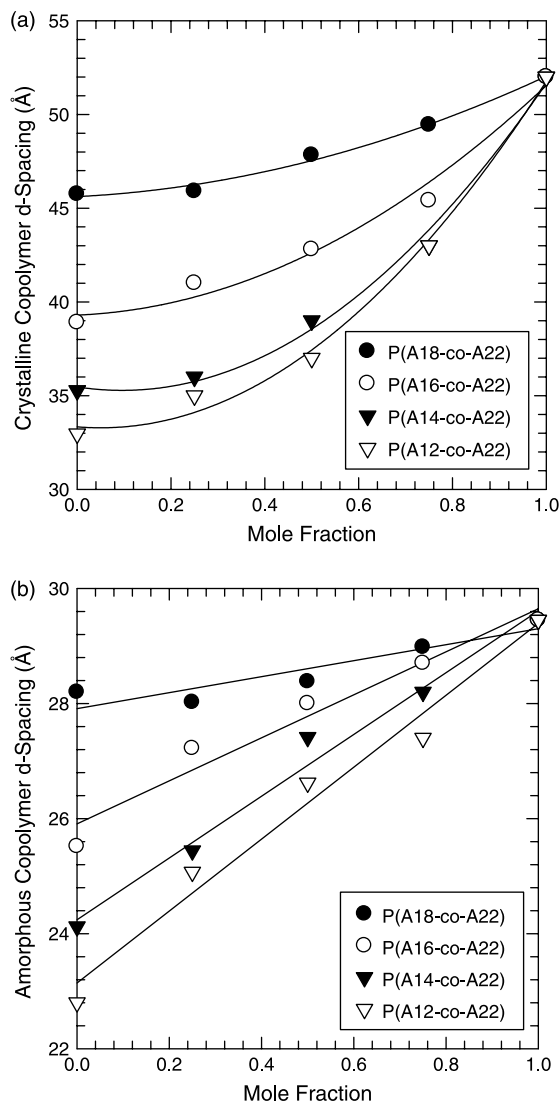 (a)
55
50
45
40
35
30
0.0 0.2 0.4 0.6 0.8 1.0
Crystalline Copolymer d-Spacing (Å)
Mole Fraction
P(A18-co-A22)
P(A16-co-A22)
P(A14-co-A22)
P(A12-co-A22)
(b)
30
28
26
24
22
0.0 0.2 0.4 0.6 0.8 1.0
Amorphous Copolymer d-Spacing (Å)
Mole Fraction
P(A18-co-A22)
P(A16-co-A22)
P(A14-co-A22)
P(A12-co-A22)